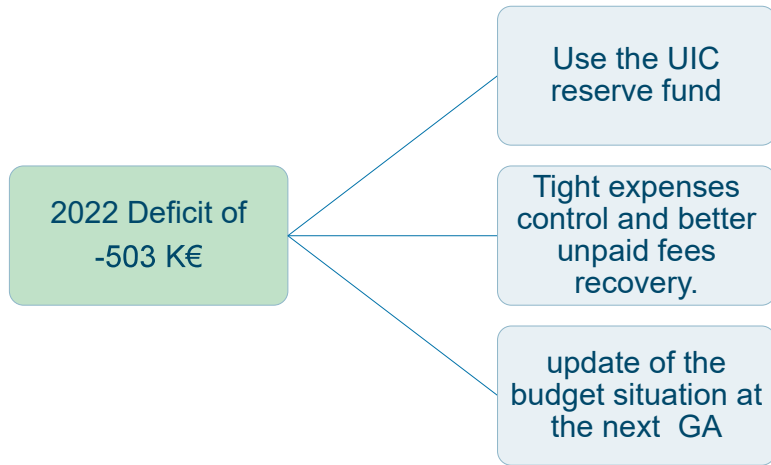 2022 Deficit of
-503 K€
Use the UIC
reserve fund
Tight expenses
control and better
unpaid fees
recovery.
update of the
budget situation at
the next  GA